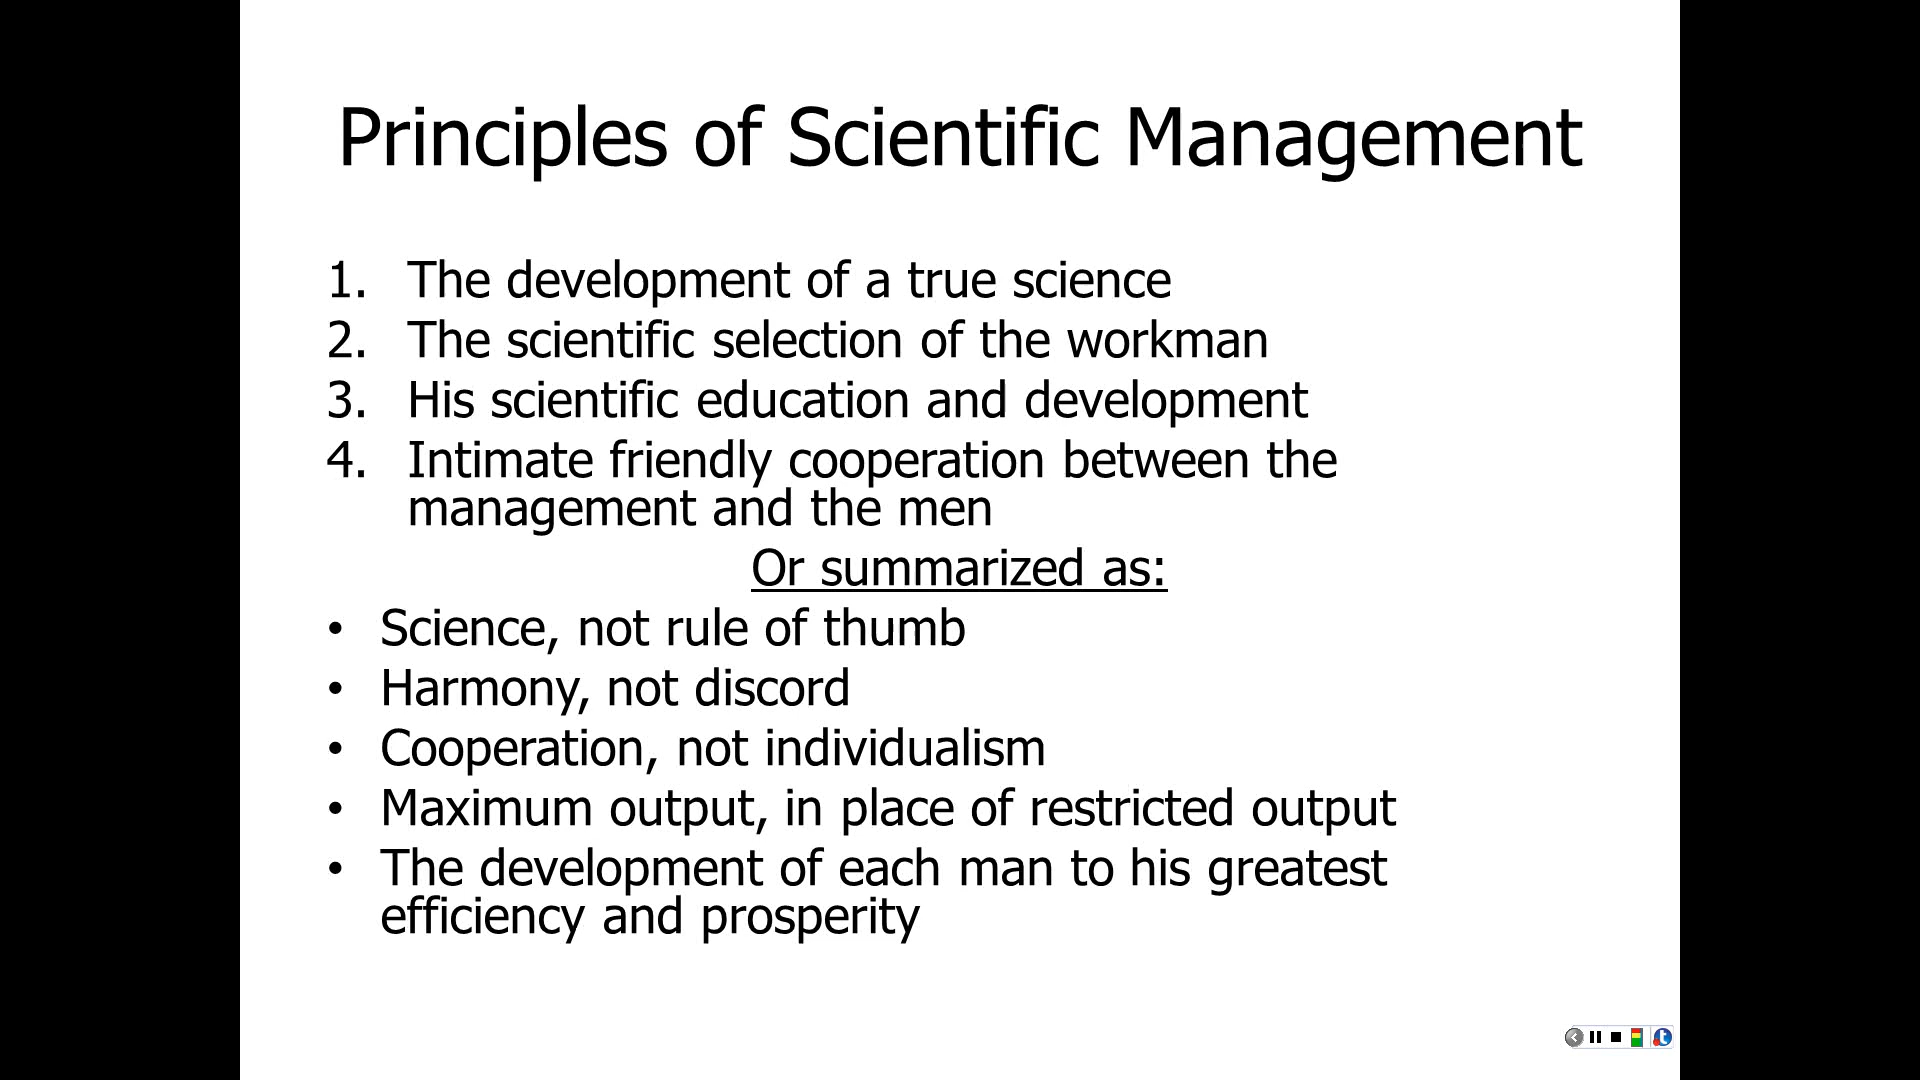 Principles of Scientific Management
1. The development of a true science
2. The scientific selection of the workman
3. His scientific education and development
4. Intimate friendly cooperation between the
management and the men
Or summarized as:
• Science, not rule of thumb
• Harmony, not discord
• Cooperation, not individualism
• Maximum output, in place of restricted output
• The development of each man to his greatest
efficiency and prosperity
t